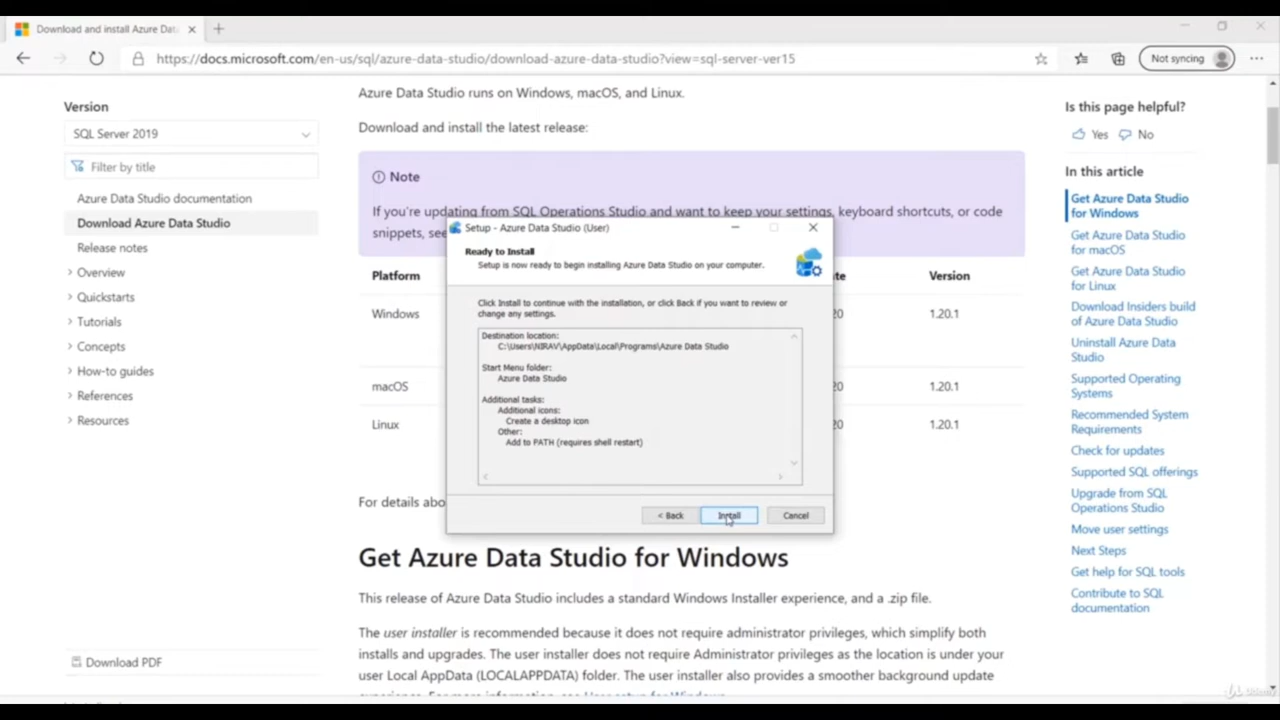 Download and install Azure Data
https://docs.microsoft.com/en-us/sql/azure-data-studio/download-azure-data-studio?view=sql-server-ver15
Not syncing
Version
SQL Server 2019
Filter by title
Azure Data Studio documentation
Download Azure Data Studio
Release notes
Overview
Quickstarts
Tutorials
Concepts
How-to guides
References
Resources
Download PDF
Azure Data Studio runs on Windows, macOS, and Linux.
Download and install the latest release:
Note
If you're updating from SQL Operations Studio and want to keep your settings, keyboard shortcuts, or code
snippets, see
Platform
Version
Windows
20
1.20.1
macOS
20
1.20.1
Linux
20
1.20.1
For details abo
Setup - Azure Data Studio (User)
Ready to Install
Setup is now ready to begin installing Azure Data Studio on your computer.
Click Install to continue with the installation, or click Back if you want to review or
change any settings.
Destination location:
C:\Users\NIRAV\AppData\Local\Programs\Azure Data Studio
Start Menu folder:
Azure Data Studio
Additional tasks:
Additional icons:
Create a desktop icon
Other:
Add to PATH (requires shell restart)
< Back
Install
Cancel
Get Azure Data Studio for Windows
This release of Azure Data Studio includes a standard Windows Installer experience, and a .zip file.
The user installer is recommended because it does not require administrator privileges, which simplify both
installs and upgrades. The user installer does not require Administrator privileges as the location is under your
user Local AppData (LOCALAPPDATA) folder. The user installer also provides a smoother background update
Is this page helpful?
Yes
No
In this article
Get Azure Data Studio
for Windows
Get Azure Data Studio
for macOS
Get Azure Data Studio
for Linux
Download Insiders build
of Azure Data Studio
Uninstall Azure Data
Studio
Supported Operating
Systems
Recommended System
Requirements
Check for updates
Supported SQL offerings
Upgrade from SQL
Operations Studio
Move user settings
Next Steps
Get help for SQL tools
Contribute to SQL
documentation
Udemy